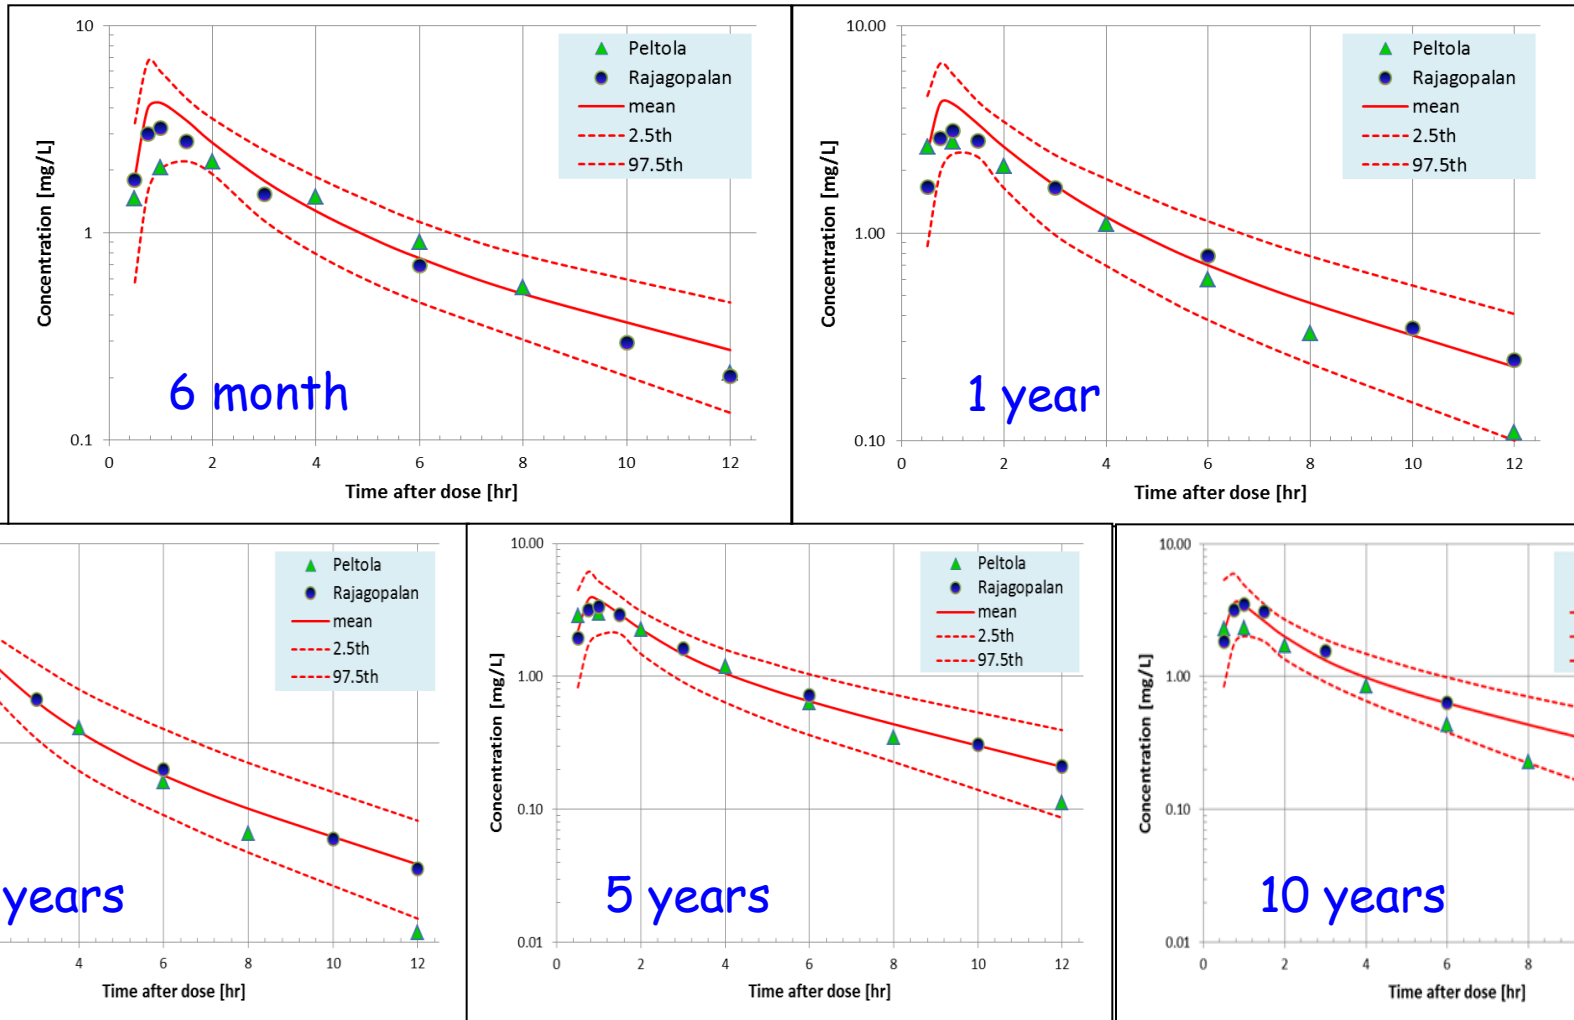 10
1
0.1
Concentration [mg/L]
Peltola
Rajagopalan
mean
2.5th
97.5th
6 month
0 2 4 6 8 10 12
Time after dose [hr]
10.00
1.00
0.10
Concentration [mg/L]
Peltola
Rajagopalan
mean
2.5th
97.5th
1 year
0 2 4 6 8 10 12
Time after dose [hr]
Peltola
Rajagopalan
mean
2.5th
97.5th
years
4 6 8 10 12
Time after dose [hr]
10.00
1.00
0.10
0.01
Concentration [mg/L]
Peltola
Rajagopalan
mean
2.5th
97.5th
5 years
0 2 4 6 8 10 12
Time after dose [hr]
10.00
1.00
0.10
0.01
Concentration [mg/L]
10 years
0 2 4 6 8
Time after dose [hr]